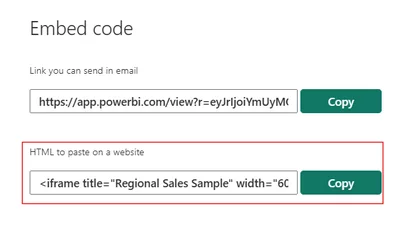 Embed code
Link you can send in email
https://app.powerbi.com/view?r=eyJrIjoiYmUyM Copy
HTML to paste on a website
<iframe title="Regional Sales Sample" width="60 Copy